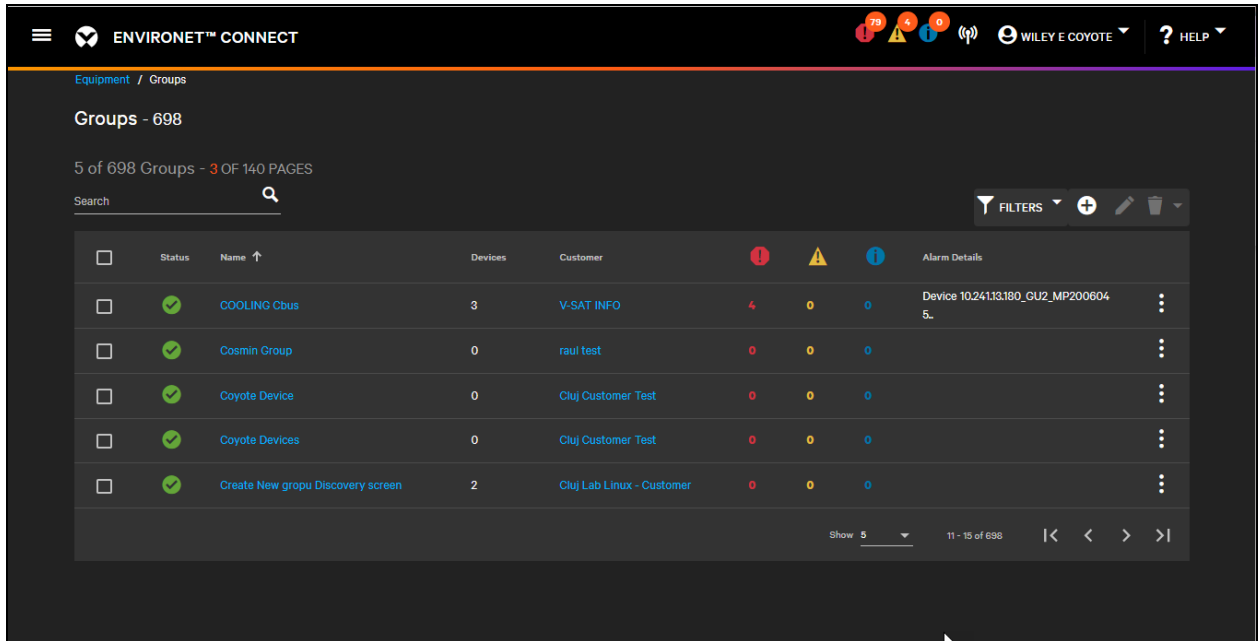 79 4 0
ENVIRONET™ CONNECT WILEY E COYOTE ? HELP
Equipment / Groups
Groups - 698
5 of 698 Groups - 3 OF 140 PAGES
Search
FILTERS
Status Name Devices Customer Alarm Details
COOLING Cbus 3 V-SAT INFO 4 0 0 Device 10.241.13.180_GU2_MP200604
5..
Cosmin Group 0 raul test 0 0 0
Coyote Device 0 Cluj Customer Test 0 0 0
Coyote Devices 0 Cluj Customer Test 0 0 0
Create New gropu Discovery screen 2 Cluj Lab Linux - Customer 0 0 0
Show 5 11 - 15 of 698